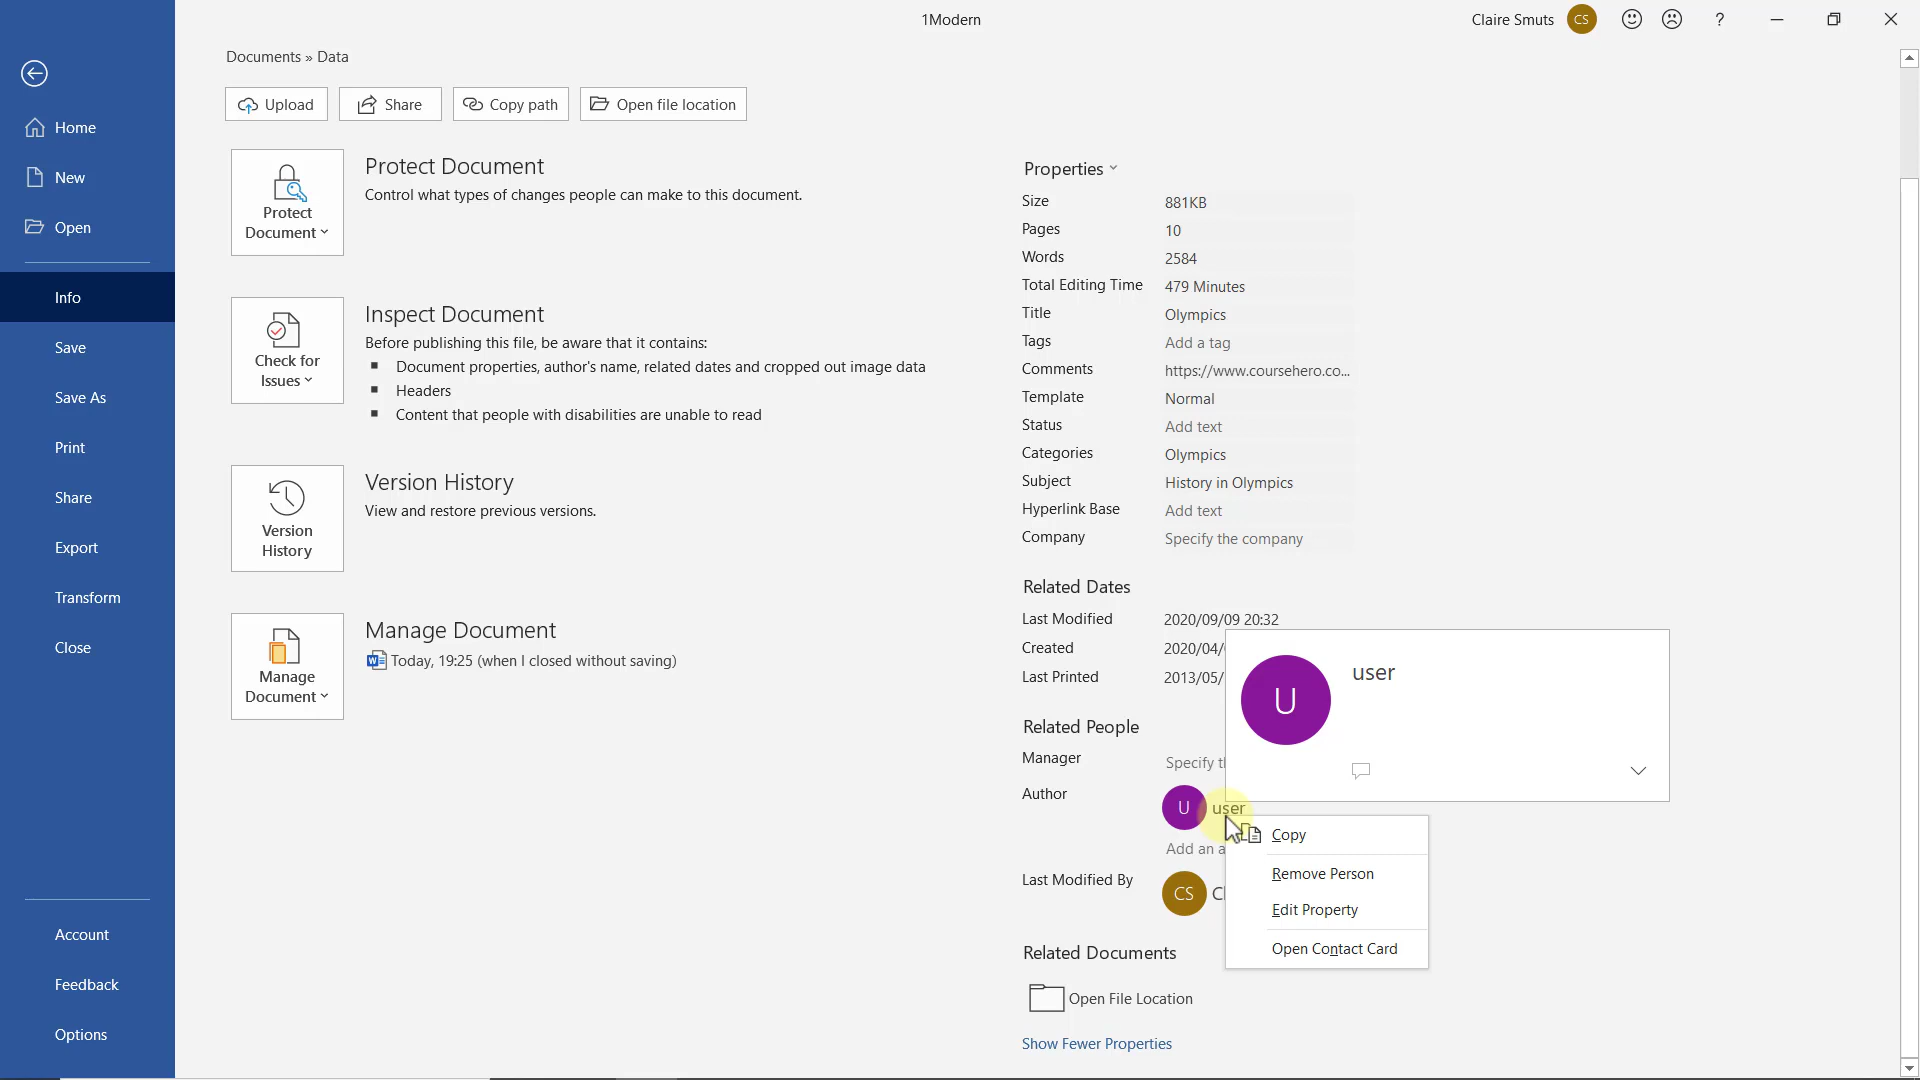 1Modern
Claire Smuts CS
?
Documents » Data
Upload
Share
Copy path
Open file location
Home
New
Open
Info
Save
Save As
Print
Share
Export
Transform
Close
Account
Feedback
Options
Protect Document
Protect Document
Control what types of changes people can make to this document.
Check for Issues
Inspect Document
Before publishing this file, be aware that it contains:
Document properties, author's name, related dates and cropped out image data
Headers
Content that people with disabilities are unable to read
Version History
Version History
View and restore previous versions.
Manage Document
Manage Document
Today, 19:25 (when I closed without saving)
Properties
Size 881KB
Pages 10
Words 2584
Total Editing Time 479 Minutes
Title Olympics
Tags Add a tag
Comments https://www.coursehero.co...
Template Normal
Status Add text
Categories Olympics
Subject History in Olympics
Hyperlink Base Add text
Company Specify the company
Related Dates
Last Modified 2020/09/09 20:32
Created 2020/04/
Last Printed 2013/05/
Related People
Manager Specify
Author U user
Add an
Last Modified By CS
U user
Copy
Remove Person
Edit Property
Open Contact Card
Related Documents
Open File Location
Show Fewer Properties